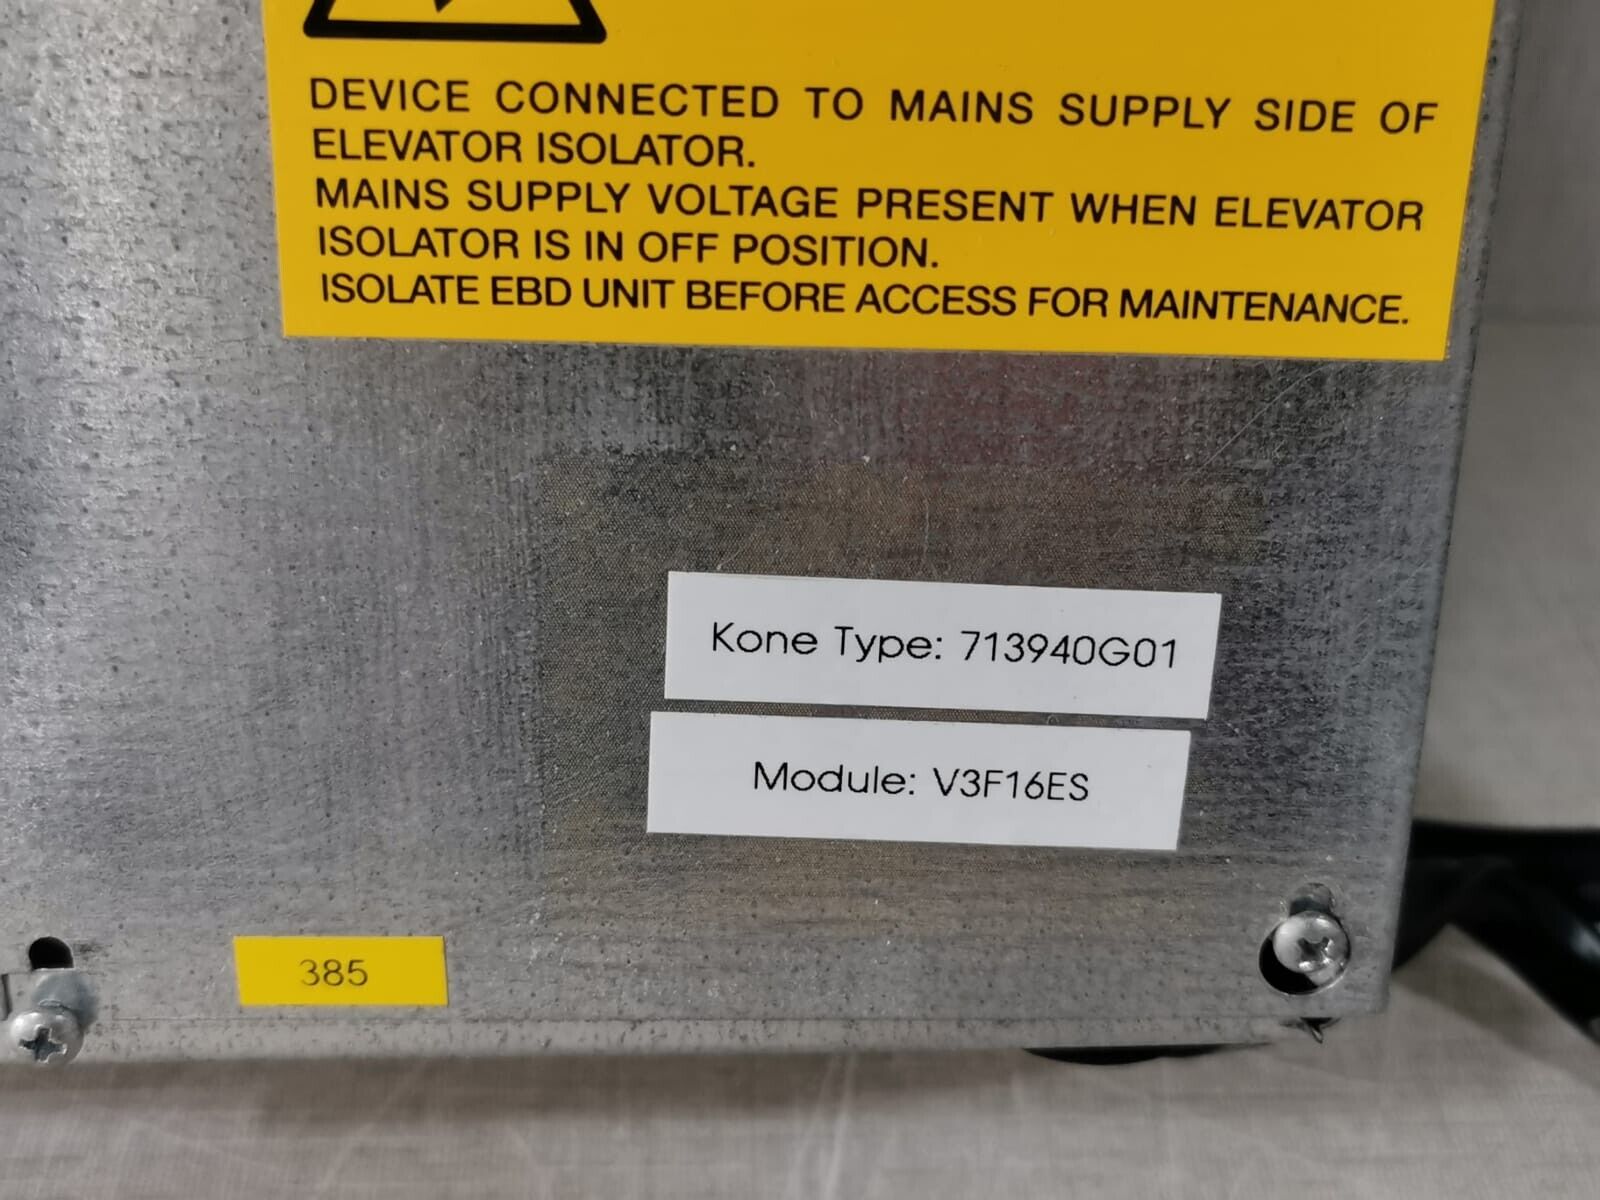 DEVICE CONNECTED TO MAINS SUPPLY SIDE OF
ELEVATOR ISOLATOR.
MAINS SUPPLY VOLTAGE PRESENT WHEN ELEVATOR
ISOLATOR IS IN OFF POSITION.
ISOLATE EBD UNIT BEFORE ACCESS FOR MAINTENANCE.
Kone Type: 713940G01
Module: V3F16ES
385